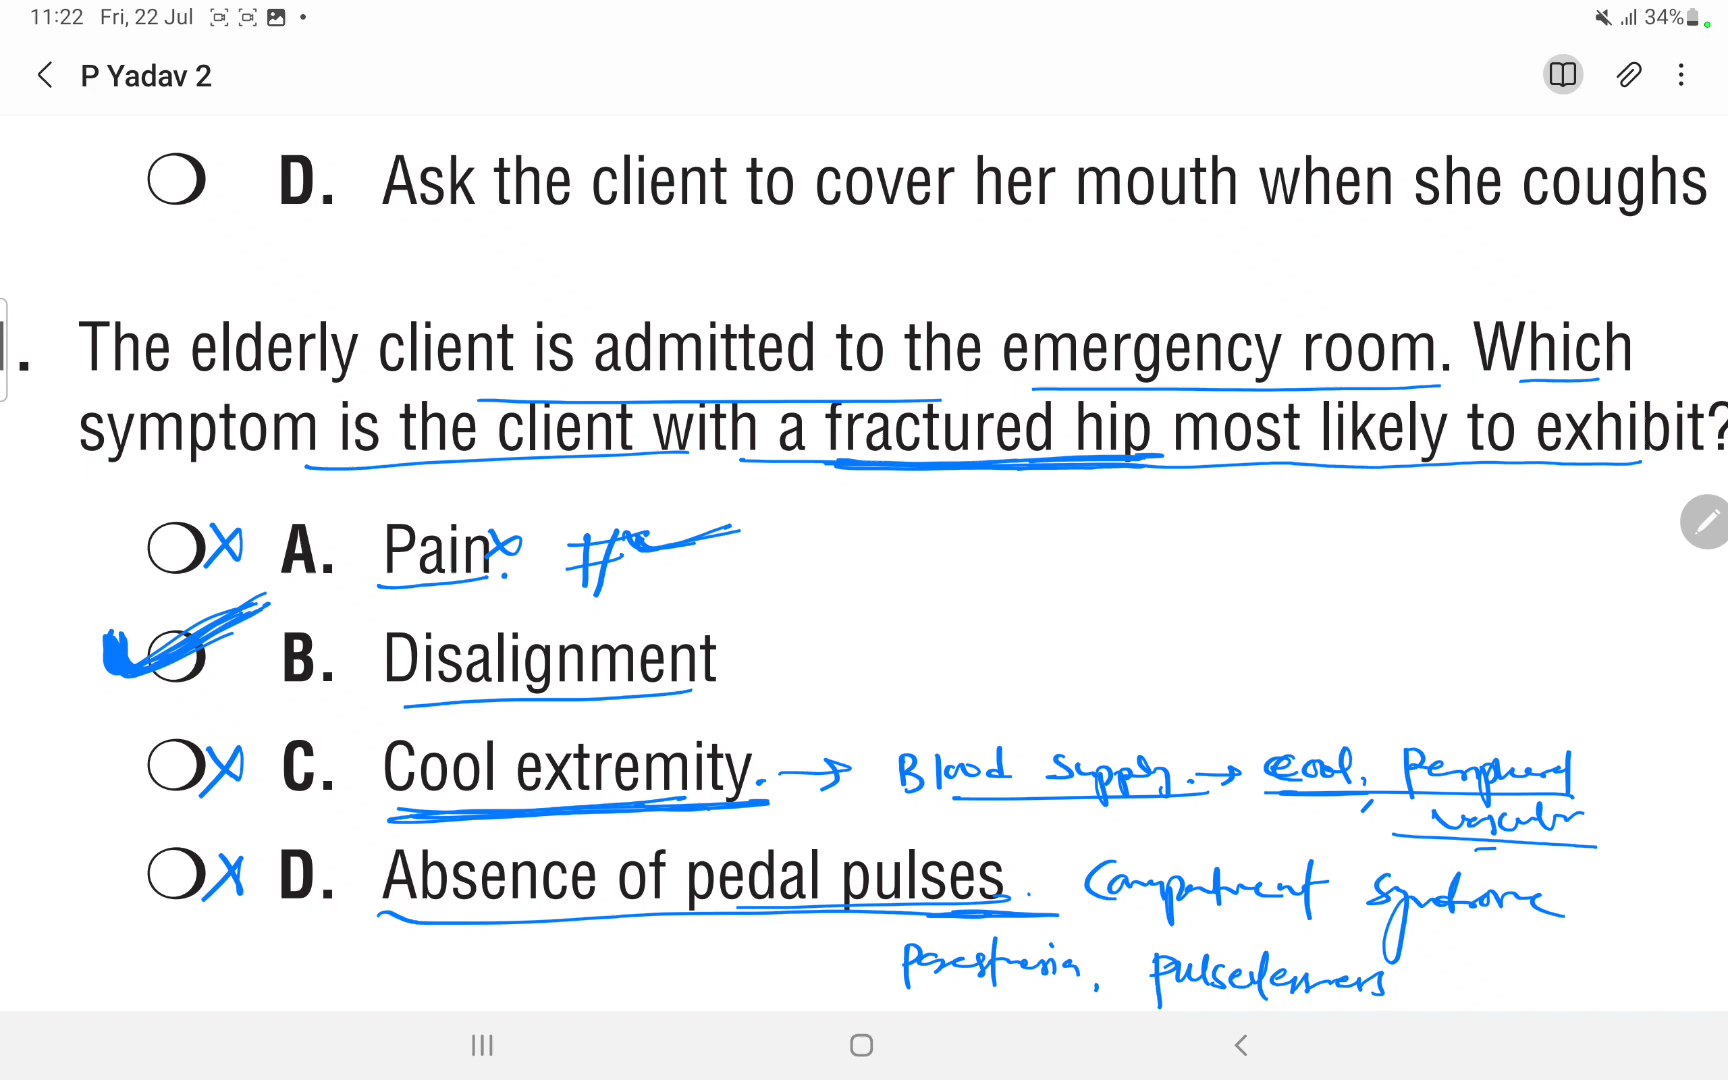 11:22 Fri, 22 Jul 34%
P Yadav 2
D. Ask the client to cover her mouth when she coughs
. The elderly client is admitted to the emergency room. Which
symptom is the client with a fractured hip most likely to exhibit?
A. Pain #
B. Disalignment
C. Cool extremity. → Blood supply. → cool, Peripheral
vascular
D. Absence of pedal pulses. Compartment syndrome
Paresthesia, pulselessness